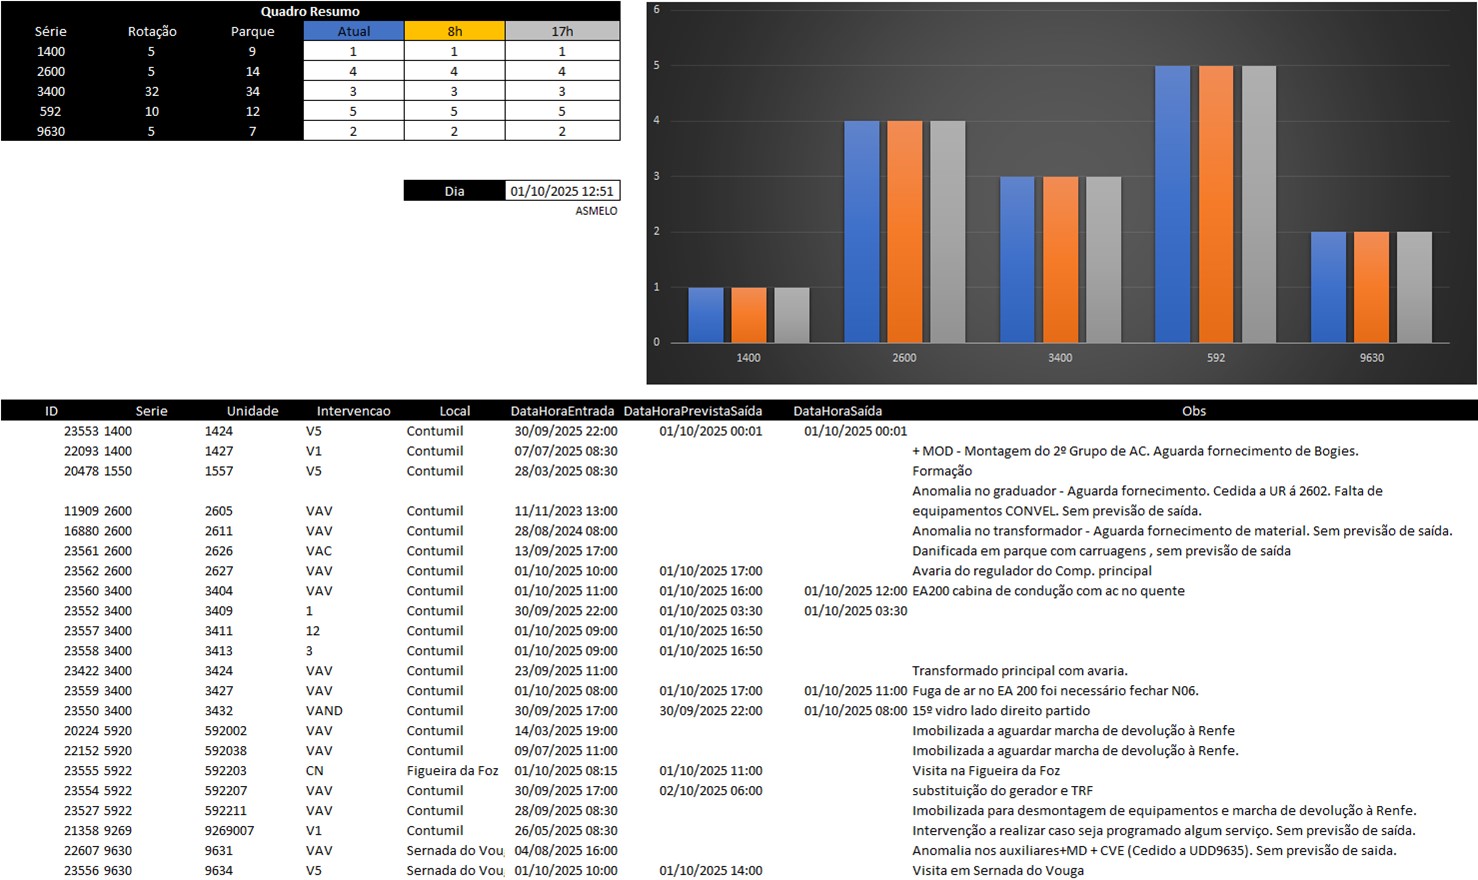 Quadro Resumo
Série Rotação Parque Atual 8h 17h
1400 5 9 1 1 1
2600 5 14 4 4 4
3400 32 34 3 3 3
592 10 12 5 5 5
9630 5 7 2 2 2
Dia 01/10/2025 12:51
ASMELO
6
5
4
3
2
1
0
1400 2600 3400 592 9630
ID Serie Unidade Intervencao Local DataHoraEntrada DataHoraPrevistaSaída DataHoraSaída Obs
23553 1400 1424 V5 Contumil 30/09/2025 22:00 01/10/2025 00:01 01/10/2025 00:01
22093 1400 1427 V1 Contumil 07/07/2025 08:30 + MOD - Montagem do 2º Grupo de AC. Aguarda fornecimento de Bogies.
20478 1550 1557 V5 Contumil 28/03/2025 08:30 Formação
Anomalia no graduador - Aguarda fornecimento. Cedida a UR á 2602. Falta de
11909 2600 2605 VAV Contumil 11/11/2023 13:00 equipamentos CONVEL. Sem previsão de saída.
16880 2600 2611 VAV Contumil 28/08/2024 08:00 Anomalia no transformador - Aguarda fornecimento de material. Sem previsão de saída.
23561 2600 2626 VAC Contumil 13/09/2025 17:00 Danificada em parque com carruagens , sem previsão de saída
23562 2600 2627 VAV Contumil 01/10/2025 10:00 01/10/2025 17:00 Avaria do regulador do Comp. principal
23560 3400 3404 VAV Contumil 01/10/2025 11:00 01/10/2025 16:00 01/10/2025 12:00 EA200 cabina de condução com ac no quente
23552 3400 3409 1 Contumil 30/09/2025 22:00 01/10/2025 03:30 01/10/2025 03:30
23557 3400 3411 12 Contumil 01/10/2025 09:00 01/10/2025 16:50
23558 3400 3413 3 Contumil 01/10/2025 09:00 01/10/2025 16:50
23422 3400 3424 VAV Contumil 23/09/2025 11:00 Transformado principal com avaria.
23559 3400 3427 VAV Contumil 01/10/2025 08:00 01/10/2025 17:00 01/10/2025 11:00 Fuga de ar no EA 200 foi necessário fechar N06.
23550 3400 3432 VAND Contumil 30/09/2025 17:00 30/09/2025 22:00 01/10/2025 08:00 15º vidro lado direito partido
20224 5920 592002 VAV Contumil 14/03/2025 19:00 Imobilizada a aguardar marcha de devolução à Renfe
22152 5920 592038 VAV Contumil 09/07/2025 11:00 Imobilizada a aguardar marcha de devolução à Renfe.
23555 5922 592203 CN Figueira da Foz 01/10/2025 08:15 01/10/2025 11:00 Visita na Figueira da Foz
23554 5922 592207 VAV Contumil 30/09/2025 17:00 02/10/2025 06:00 substituição do gerador e TRF
23527 5922 592211 VAV Contumil 28/09/2025 08:30 Imobilizada para desmontagem de equipamentos e marcha de devolução à Renfe.
21358 9269 9269007 V1 Contumil 26/05/2025 08:30 Intervenção a realizar caso seja programado algum serviço. Sem previsão de saída.
22607 9630 9631 VAV Sernada do Vou 04/08/2025 16:00 Anomalia nos auxiliares+MD + CVE (Cedido a UDD9635). Sem previsão de saida.
23556 9630 9634 V5 Sernada do Vou 01/10/2025 10:00 01/10/2025 14:00 Visita em Sernada do Vouga